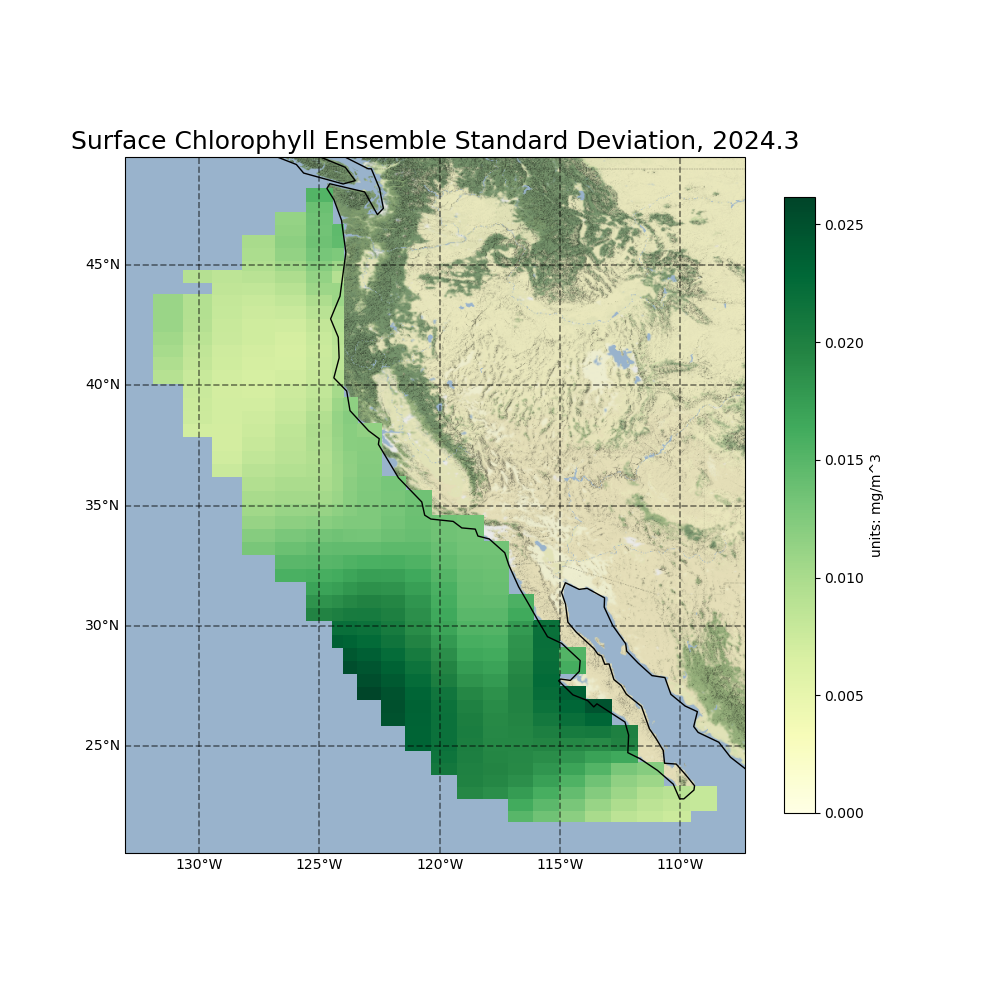 Surface Chlorophyll Ensemble Standard Deviation, 2024.3
45°N
40°N
35°N
30°N
25°N
130°W
125°W
120°W
115°W
110°W
0.025
0.020
0.015
0.010
0.005
0.000
units: mg/m^3